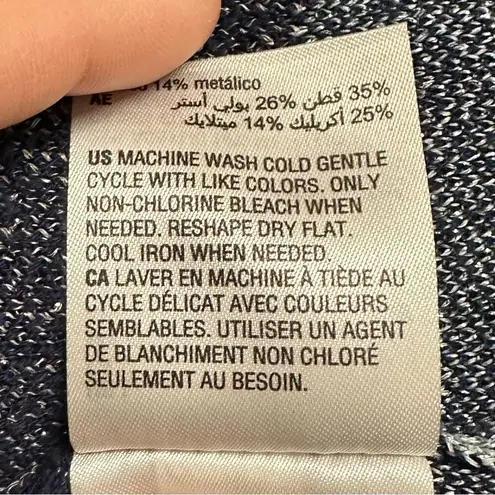 14% metálico
AE
35% قطن 26% بولي أستر
25% أكريليك 14% ميتلايك
US MACHINE WASH COLD GENTLE
CYCLE WITH LIKE COLORS. ONLY
NON-CHLORINE BLEACH WHEN
NEEDED. RESHAPE DRY FLAT.
COOL IRON WHEN NEEDED.
CA LAVER EN MACHINE À TIÈDE AU
CYCLE DÉLICAT AVEC COULEURS
SEMBLABLES. UTILISER UN AGENT
DE BLANCHIMENT NON CHLORÉ
SEULEMENT AU BESOIN.